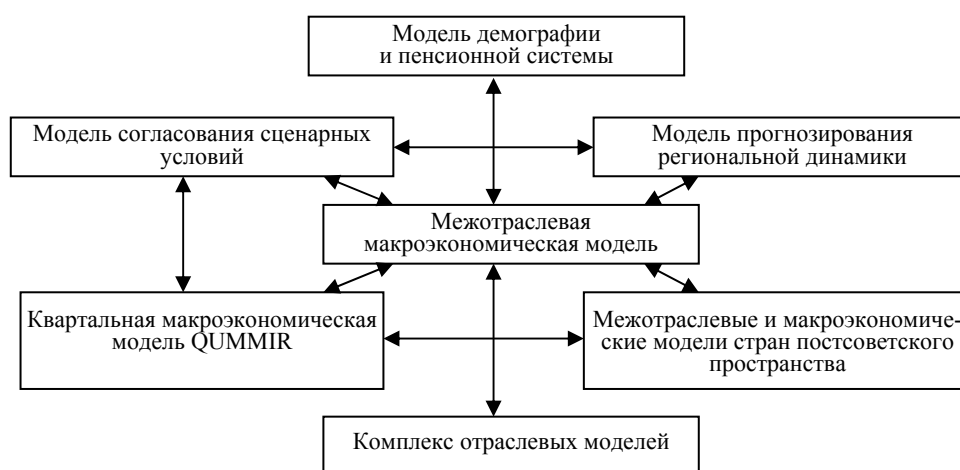 Модель демографии
и пенсионной системы
Модель согласования сценарных
условий
Модель прогнозирования
региональной динамики
Межотраслевая
макроэкономическая модель
Квартальная макроэкономическая
модель QUMMIR
Межотраслевые и макроэкономиче-
ские модели стран постсоветского
пространства
Комплекс отраслевых моделей